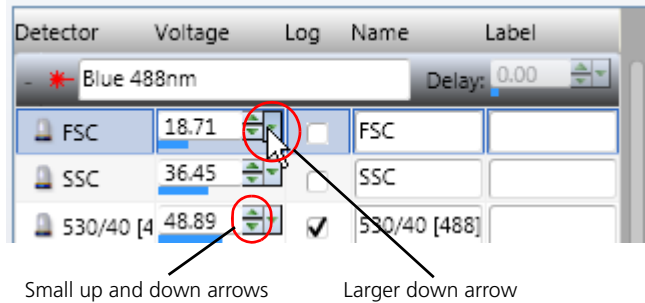 Detector Voltage Log Name Label
- Blue 488nm Delay: 0.00
FSC 18.71 FSC
SSC 36.45 SSC
530/40 [4 48.89 530/40 [488]
Small up and down arrows Larger down arrow